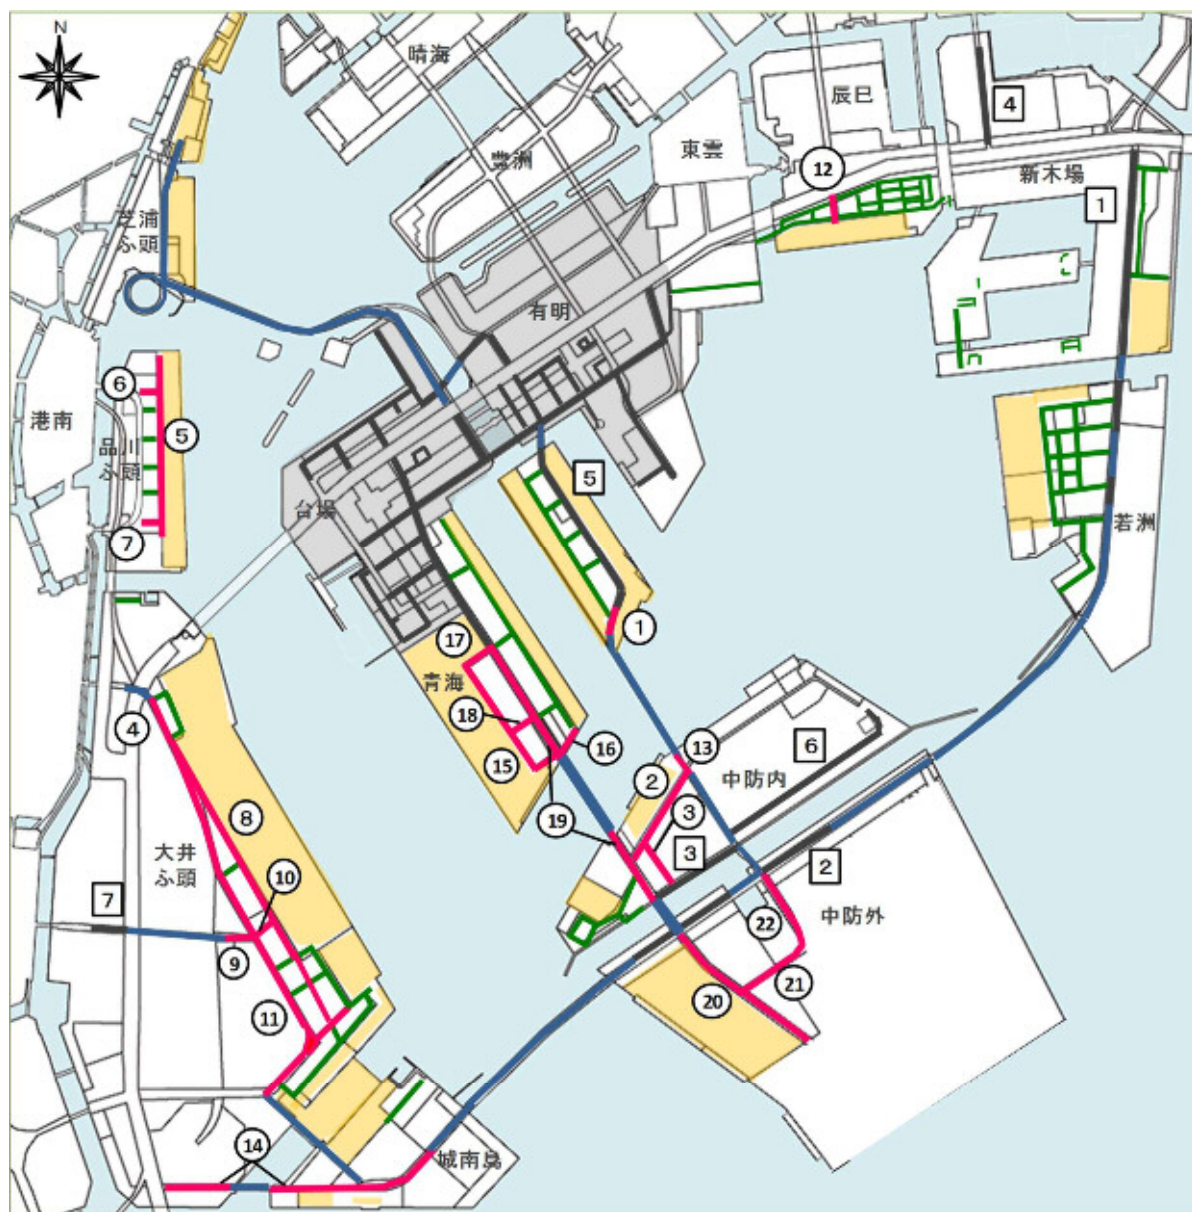 N
晴海
辰巳
4
豊洲
東雲
12
新木場
1
芝浦
ふ頭
有明
6
港南
5
品川
ふ頭
5
台場
7
若洲
1
17
青海
4
18
16
13
6
15
2
中防内
19
3
8
3
大井
ふ頭
10
2
7
22
中防外
9
21
20
11
14
城南島